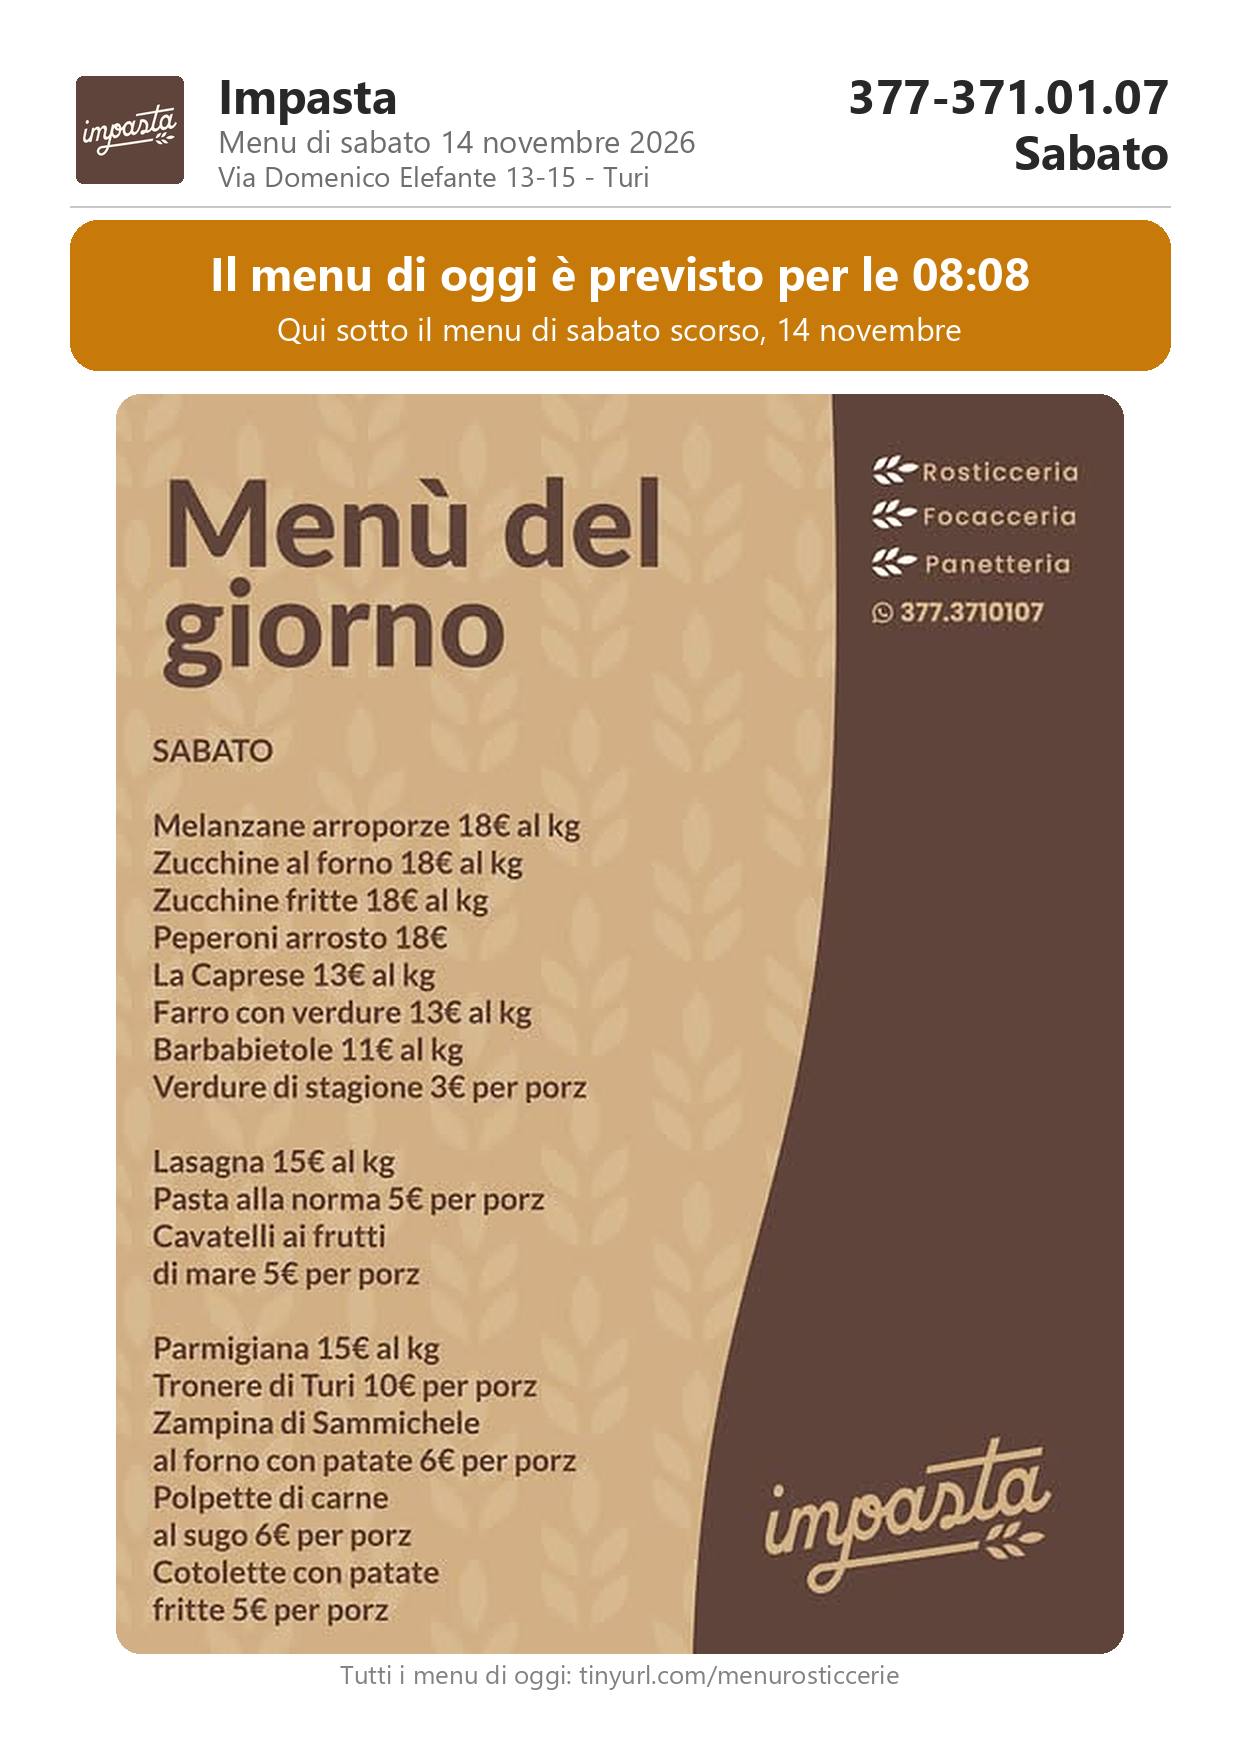 impasta
Impasta
Menu di sabato 14 novembre 2026
Via Domenico Elefante 13-15 - Turi
377-371.01.07
Sabato
Il menu di oggi è previsto per le 08:08
Qui sotto il menu di sabato scorso, 14 novembre
Menù del
giorno
Rosticceria
Focacceria
Panetteria
377.3710107
SABATO
Melanzane arroporze 18€ al kg
Zucchine al forno 18€ al kg
Zucchine fritte 18€ al kg
Peperoni arrosto 18€
La Caprese 13€ al kg
Farro con verdure 13€ al kg
Barbabietole 11€ al kg
Verdure di stagione 3€ per porz
Lasagna 15€ al kg
Pasta alla norma 5€ per porz
Cavatelli ai frutti
di mare 5€ per porz
Parmigiana 15€ al kg
Tronere di Turi 10€ per porz
Zampina di Sammichele
al forno con patate 6€ per porz
Polpette di carne
al sugo 6€ per porz
Cotolette con patate
fritte 5€ per porz
impasta
Tutti i menu di oggi: tinyurl.com/menurosticcerie